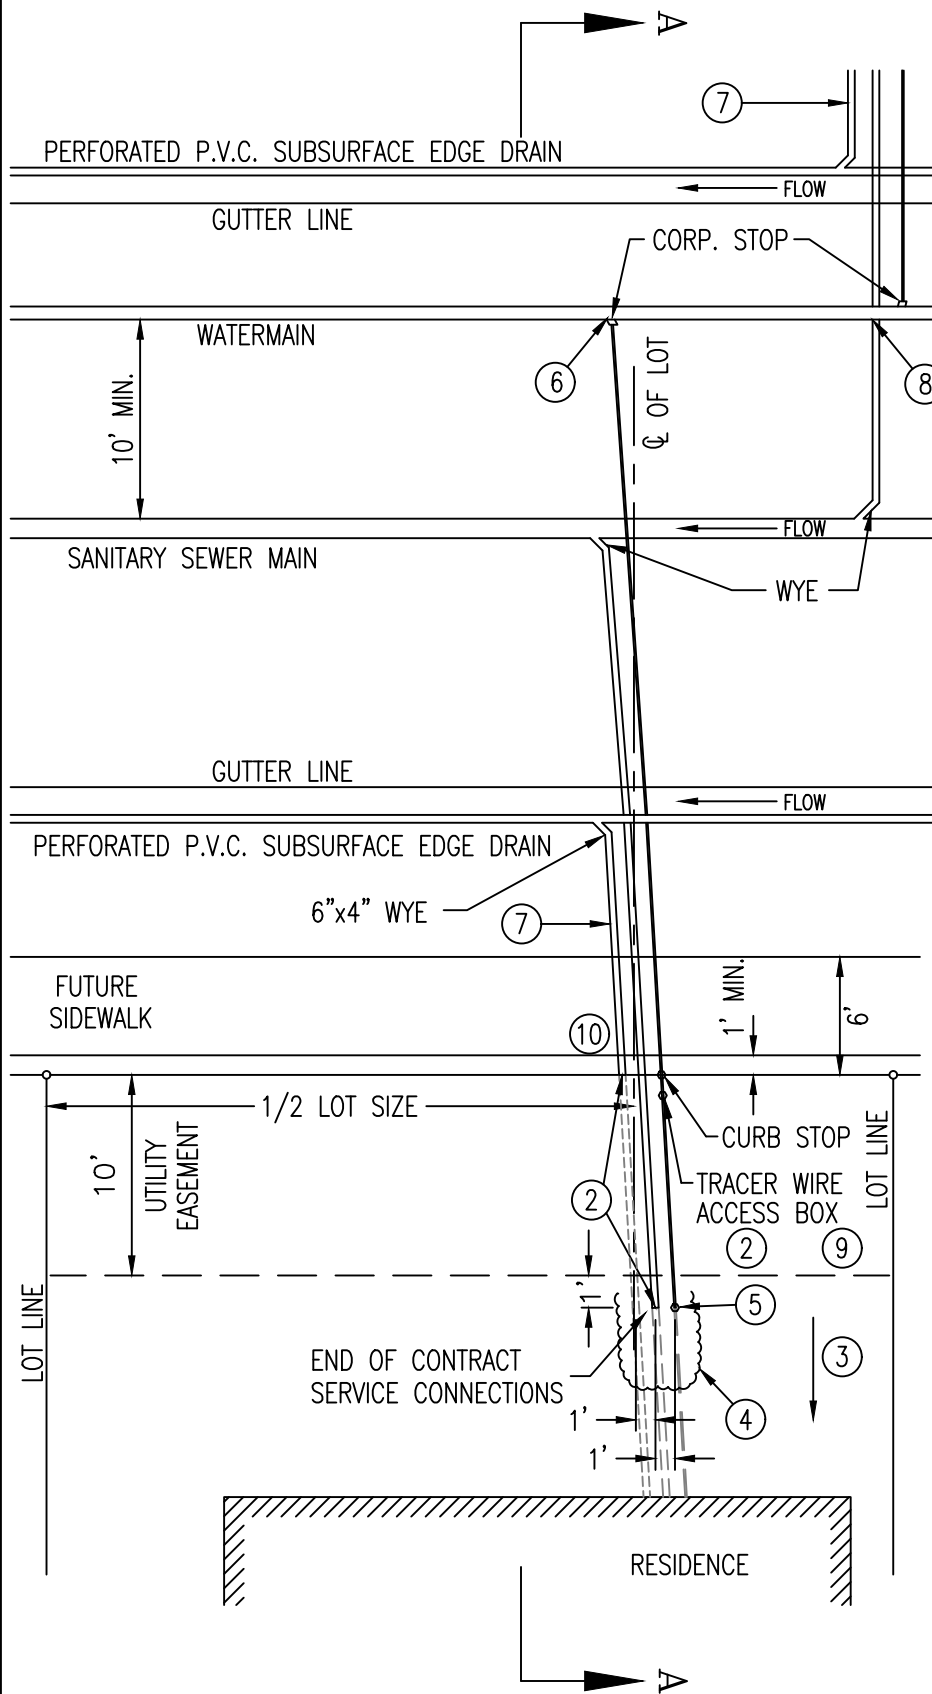 A
7
PERFORATED P.V.C. SUBSURFACE EDGE DRAIN
FLOW
GUTTER LINE
CORP. STOP
WATERMAIN
6
8
10' MIN.
℄ OF LOT
FLOW
SANITARY SEWER MAIN
WYE
GUTTER LINE
FLOW
PERFORATED P.V.C. SUBSURFACE EDGE DRAIN
6"x4" WYE
7
FUTURE
SIDEWALK
1' MIN.
6'
10
1/2 LOT SIZE
CURB STOP
10'
UTILITY
EASEMENT
LOT LINE
TRACER WIRE
ACCESS BOX
2
2
9
1'
5
LOT LINE
END OF CONTRACT
SERVICE CONNECTIONS
3
4
1'
1'
RESIDENCE
A